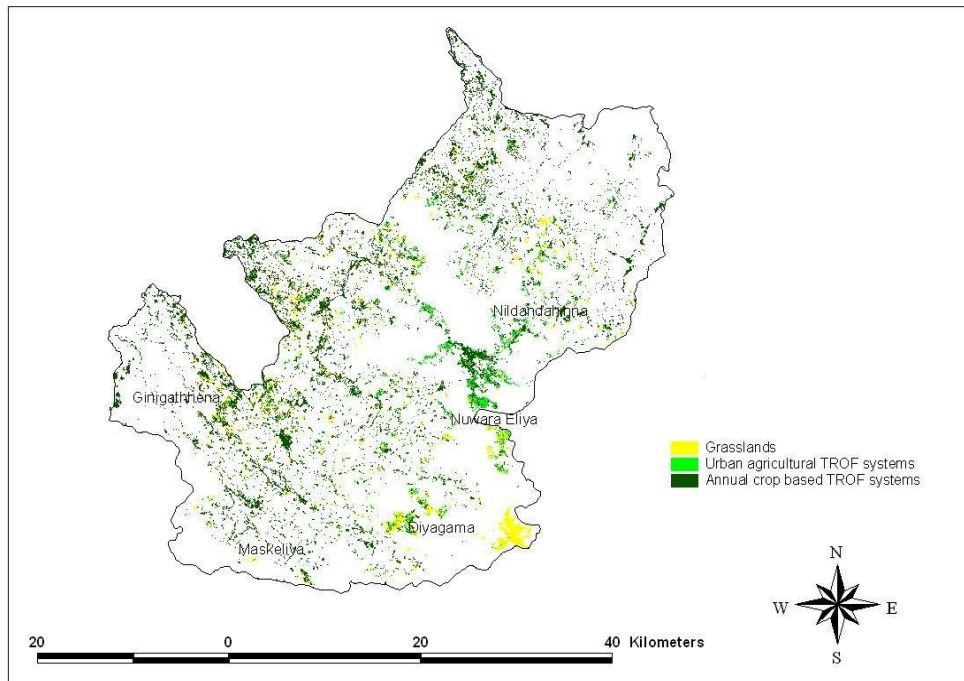 Nildandahinna
Ginigathhena
Nuwara Eliya
Grasslands
Urban agricultural TROF systems
Annual crop based TROF systems
Diyagama
Maskeliya
N
W E
S
20 0 20 40 Kilometers